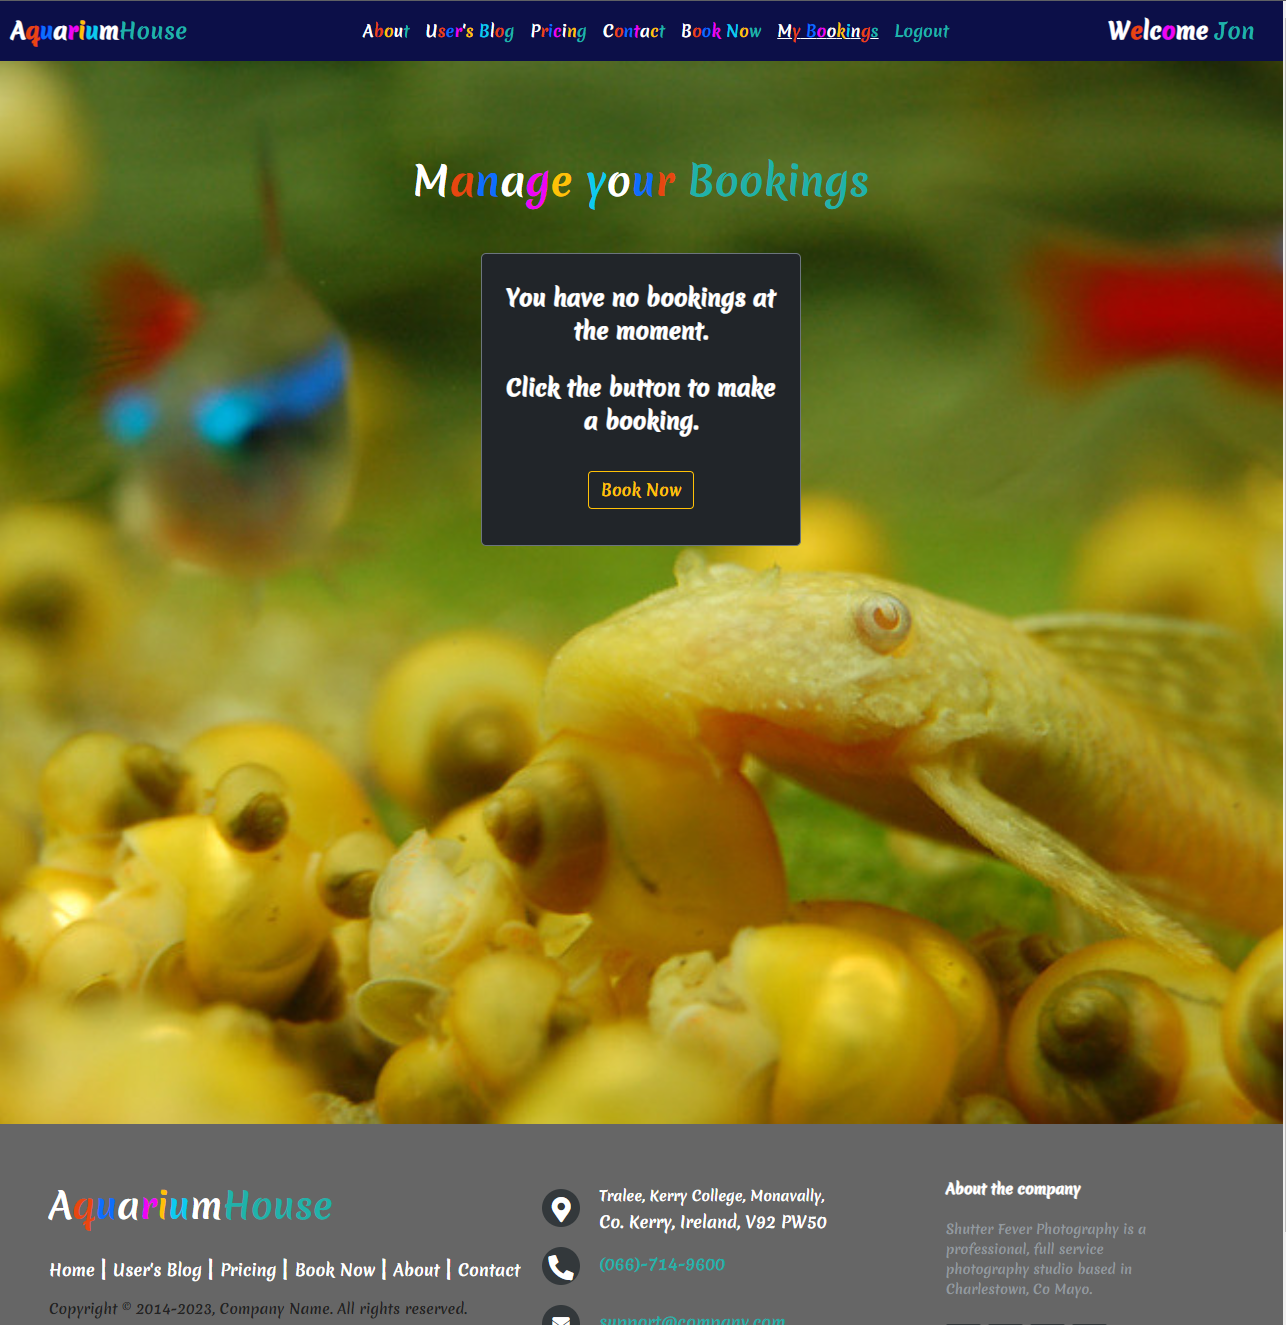 AquariumHouse
About User's Blog Pricing Contact Book Now My Bookings Logout
Welcome Jon
Manage your Bookings
You have no bookings at
the moment.
Click the button to make
a booking.
Book Now
AquariumHouse
Home | User's Blog | Pricing | Book Now | About | Contact
Copyright © 2014-2023, Company Name. All rights reserved.
Tralee, Kerry College, Monavally,
Co. Kerry, Ireland, V92 PW50
(066)-714-9600
support@company.com
About the company
Shutter Fever Photography is a
professional, full service
photography studio based in
Charlestown, Co Mayo.